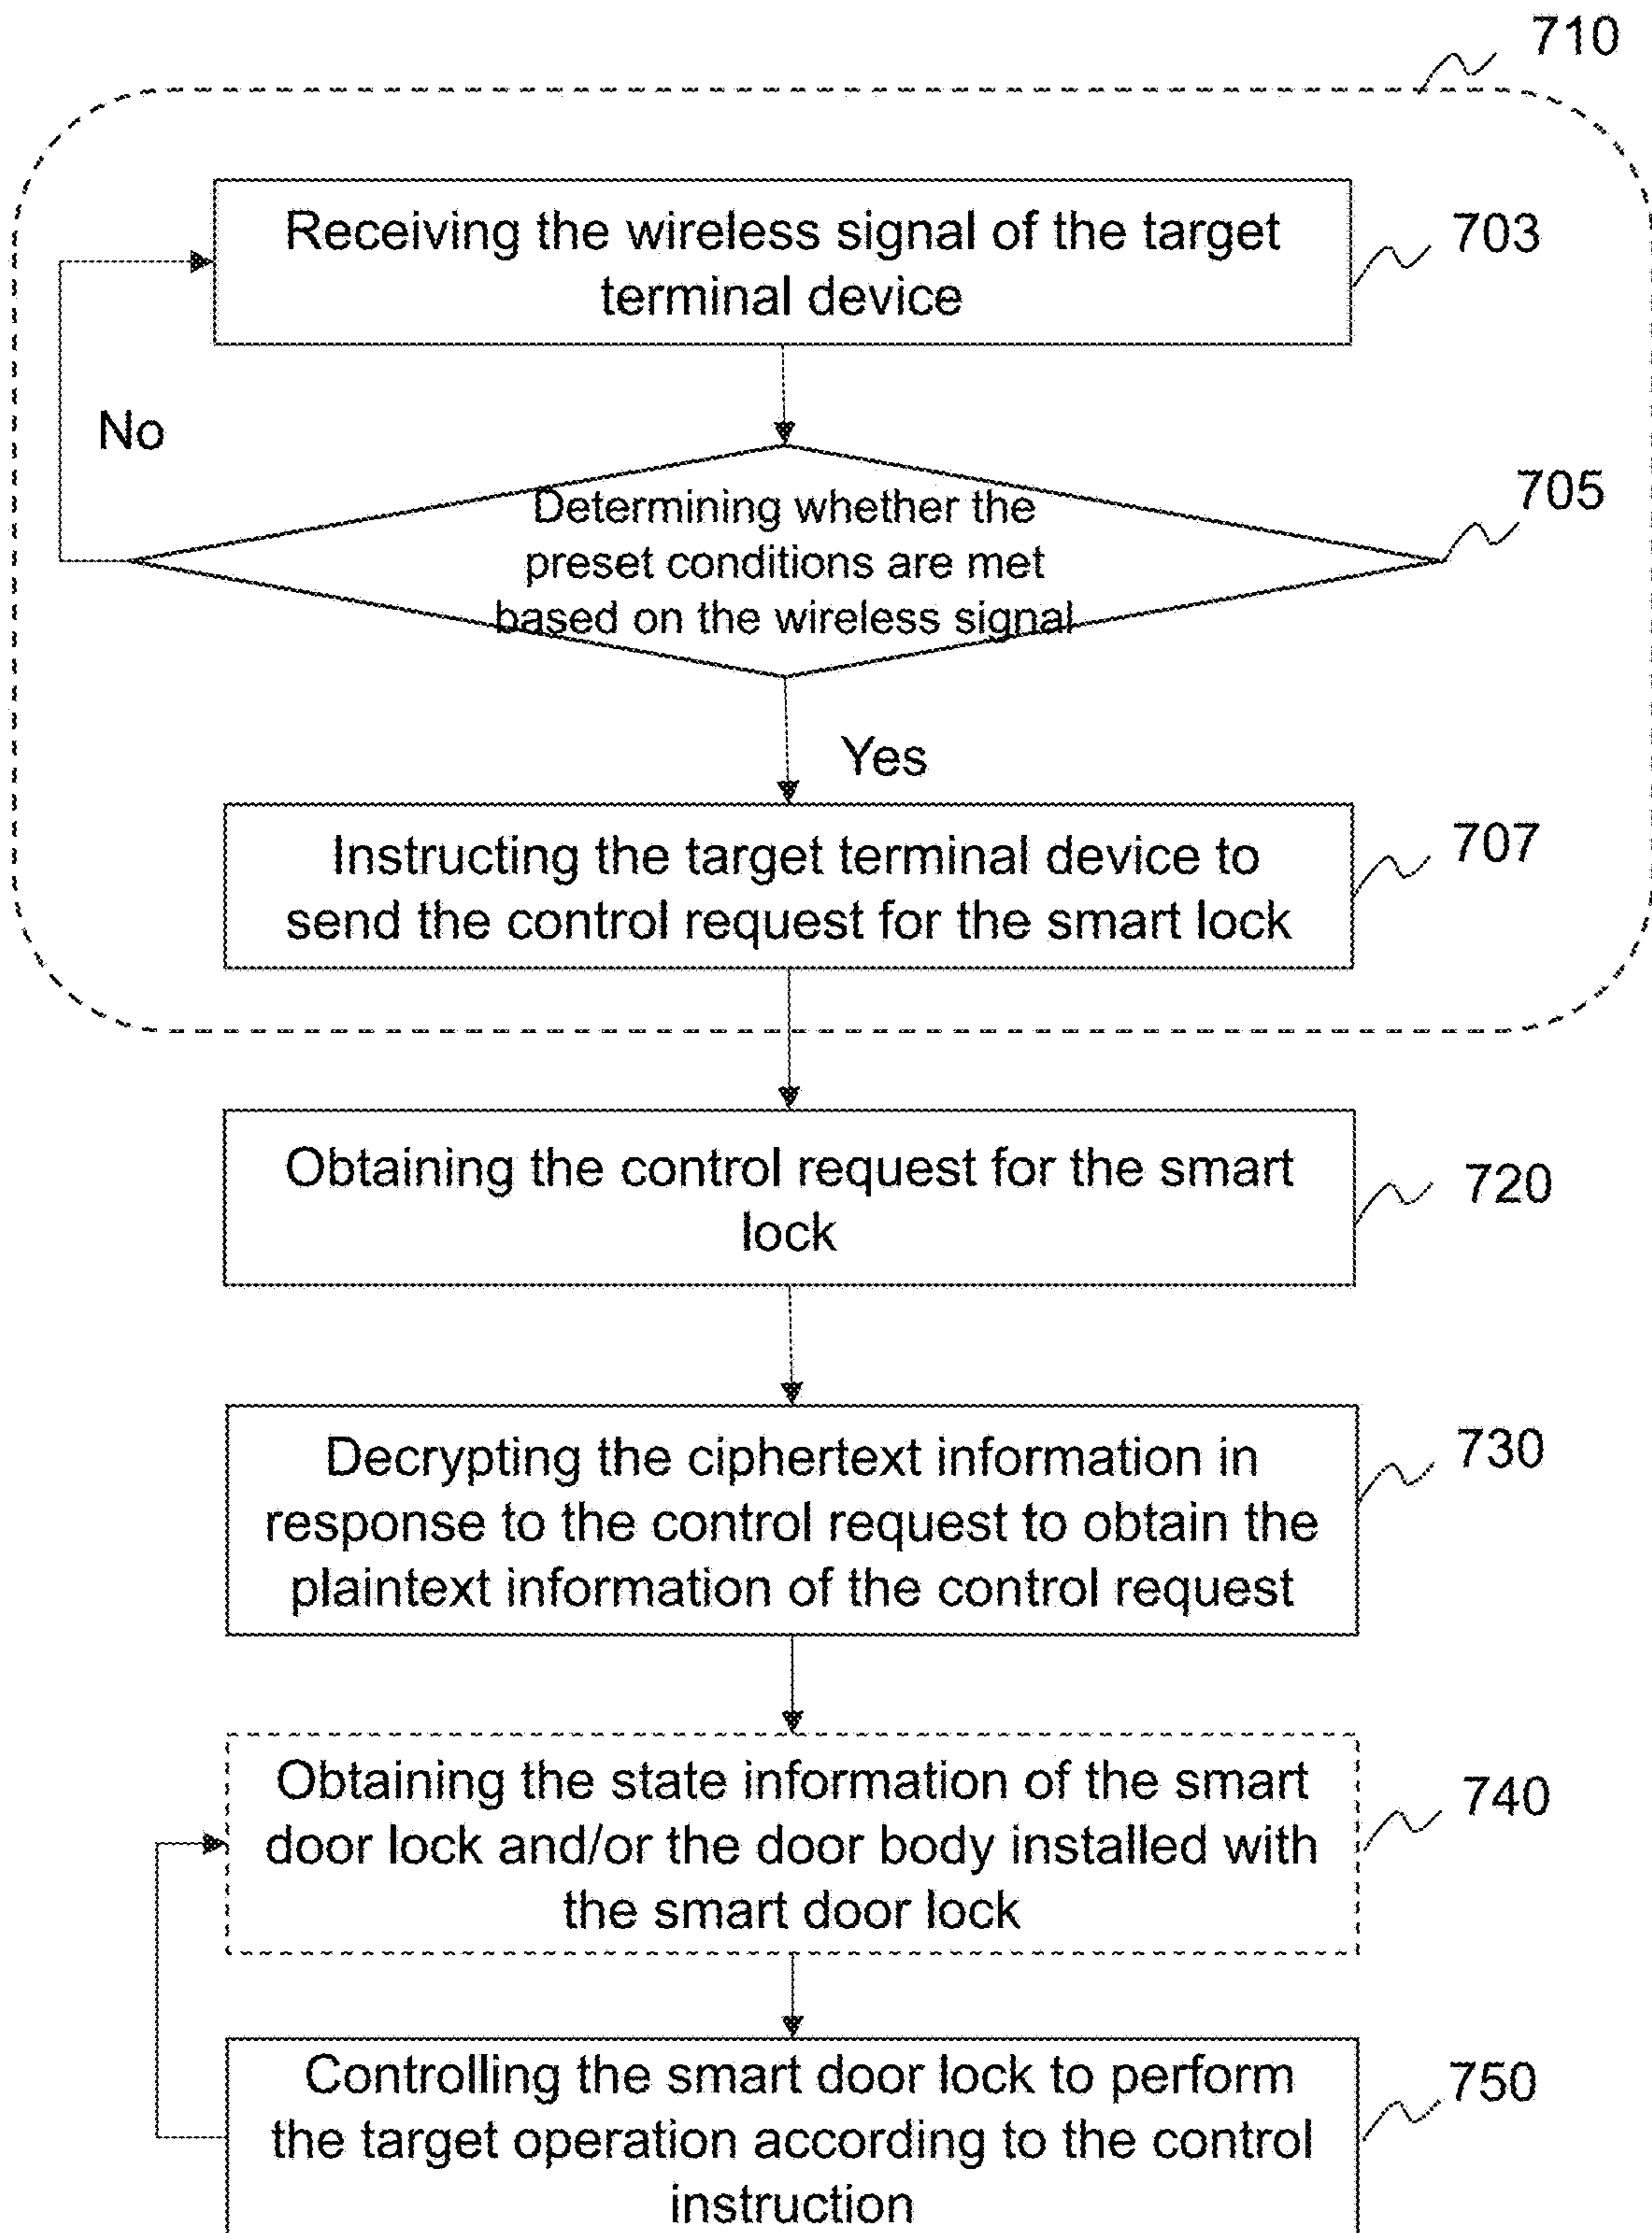 710
Receiving the wireless signal of the target
terminal device
703
No
Determining whether the
preset conditions are met
based on the wireless signal
705
Yes
Instructing the target terminal device to
send the control request for the smart lock
707
Obtaining the control request for the smart
lock
720
Decrypting the ciphertext information in
response to the control request to obtain the
plaintext information of the control request
730
Obtaining the state information of the smart
door lock and/or the door body installed with
the smart door lock
740
Controlling the smart door lock to perform
the target operation according to the control
instruction
750